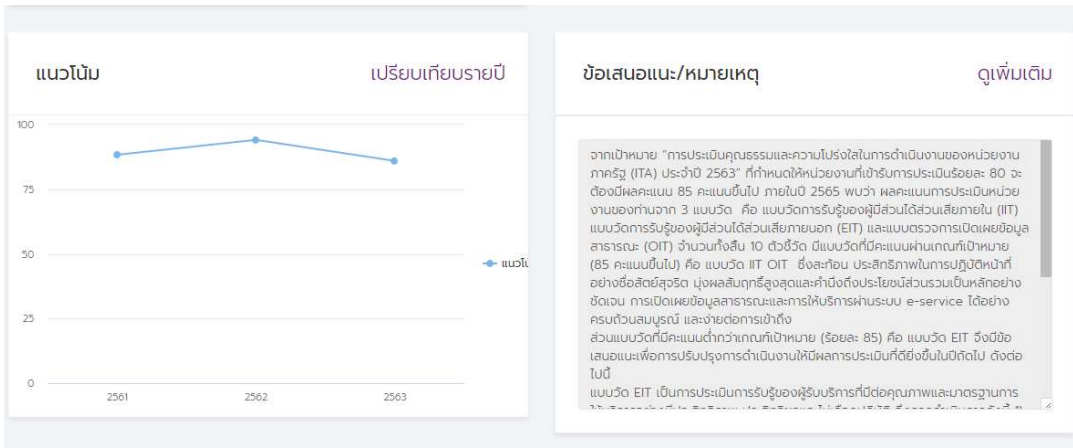 แนวโน้ม
เปรียบเทียบรายปี
100
75
50
25
0
2561
2562
2563
ข้อเสนอแนะ/หมายเหตุ
ดูเพิ่มเติม
จากเป้าหมาย "การประเมินคุณธรรมและความโปร่งใสในการดำเนินงานของหน่วยงาน
ภาครัฐ (ITA) ประจำปี 2563" ที่กำหนดให้หน่วยงานที่เข้ารับการประเมินร้อยละ 80 จะ
ต้องมีผลคะแนน 85 คะแนนขึ้นไป ภายในปี 2565 พบว่า ผลคะแนนการประเมินหน่วย
งานของท่านจาก 3 แบบวัด คือ แบบวัดการรับรู้ของผู้มีส่วนได้ส่วนเสียภายใน (IIT)
แบบวัดการรับรู้ของผู้มีส่วนได้ส่วนเสียภายนอก (EIT) และแบบตรวจการเปิดเผยข้อมูล
สาธารณะ (OIT) จำนวนทั้งสิ้น 10 ตัวชี้วัด มีแบบวัดที่มีคะแนนผ่านเกณฑ์เป้าหมาย
(85 คะแนนขึ้นไป) คือ แบบวัด IIT OIT ซึ่งสะท้อน ประสิทธิภาพในการปฏิบัติหน้าที่
อย่างซื่อสัตย์สุจริต มุ่งผลสัมฤทธิ์สูงสุดและคำนึงถึงประโยชน์ส่วนรวมเป็นหลักอย่าง
ชัดเจน การเปิดเผยข้อมูลสาธารณะและการให้บริการผ่านระบบ e-service ได้อย่าง
ครบถ้วนสมบูรณ์ และง่ายต่อการเข้าถึง
ส่วนแบบวัดที่มีคะแนนต่ำกว่าเกณฑ์เป้าหมาย (ร้อยละ 85) คือ แบบวัด EIT จึงมีข้อ
เสนอแนะเพื่อการปรับปรุงการดำเนินงานให้มีผลการประเมินที่ดียิ่งขึ้นในปีถัดไป ดังต่อ
ไปนี้
แบบวัด EIT เป็นการประเมินการรับรู้ของผู้รับบริการที่มีต่อคุณภาพและมาตรฐานการ